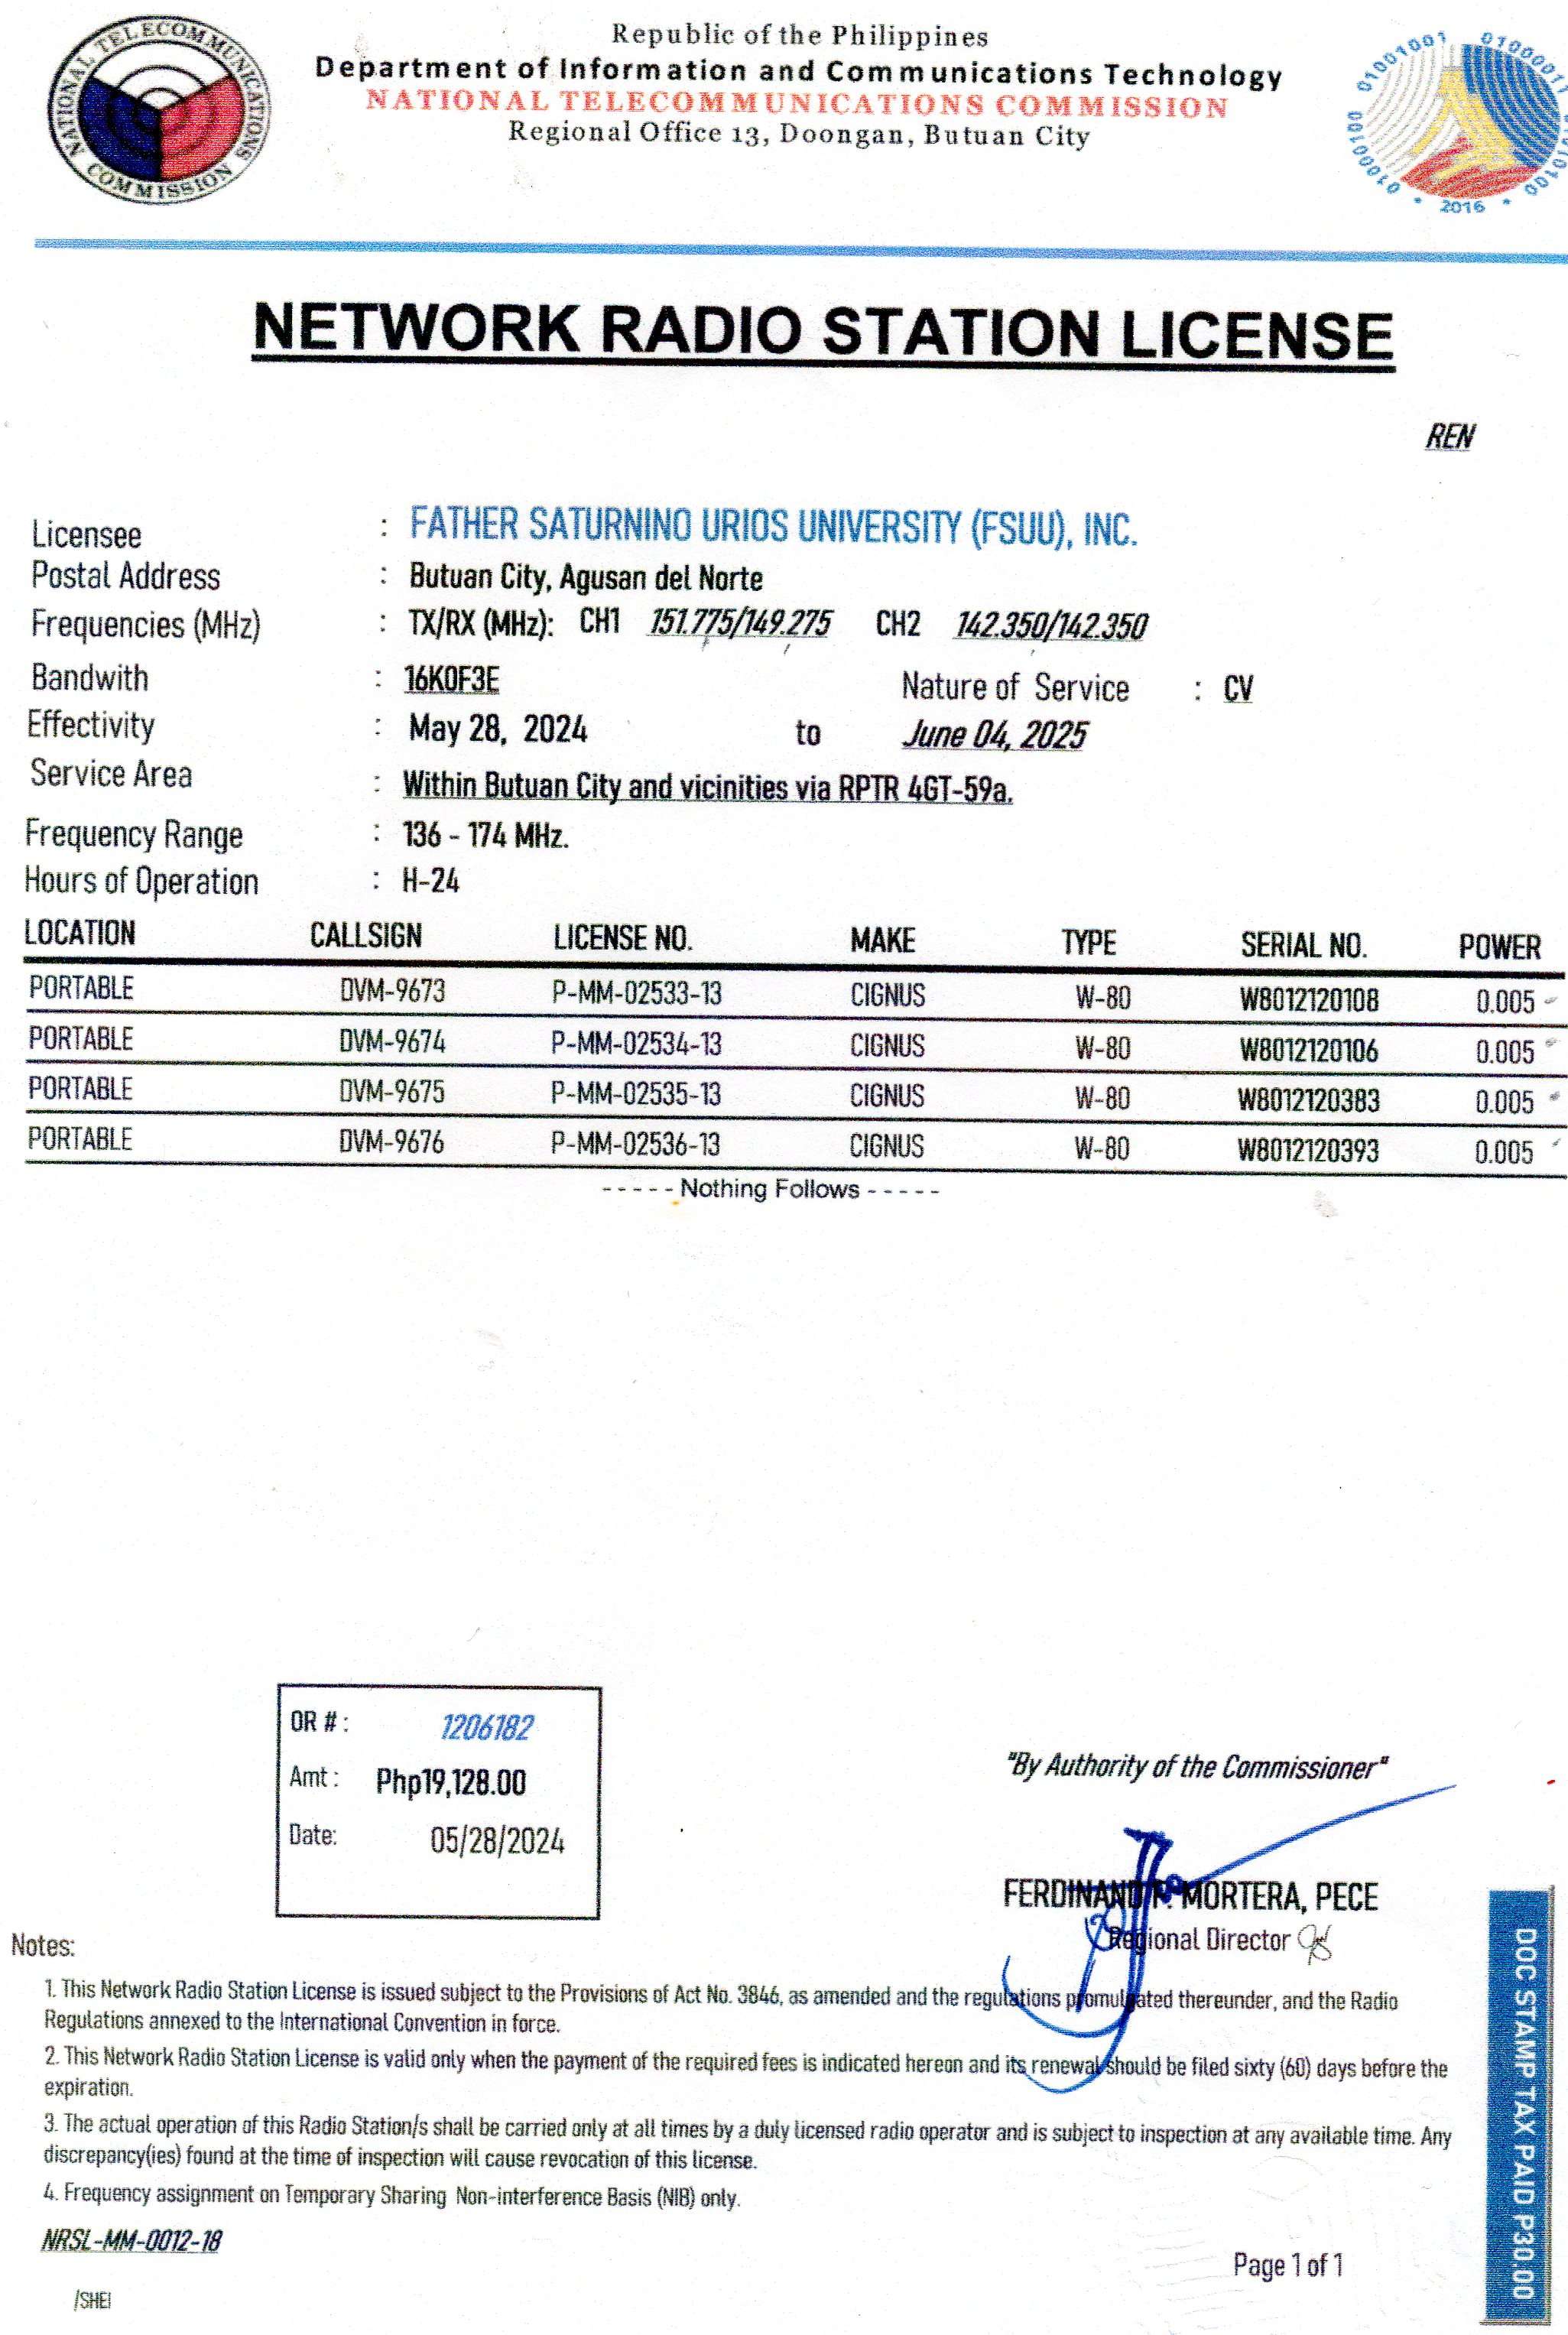 NATIONAL TELECOMMUNICATIONS COMMISSION
Republic of the Philippines
Department of Information and Communications Technology
NATIONAL TELECOMMUNICATIONS COMMISSION
Regional Office 13, Doongan, Butuan City
01000100 01001001 01000011
2016
NETWORK RADIO STATION LICENSE
REN
Licensee : FATHER SATURNINO URIOS UNIVERSITY (FSUU), INC.
Postal Address : Butuan City, Agusan del Norte
Frequencies (MHz) : TX/RX (MHz): CH1 151.775/149.275 CH2 142.350/142.350
Bandwith : 16K0F3E Nature of Service : CV
Effectivity : May 28, 2024 to June 04, 2025
Service Area : Within Butuan City and vicinities via RPTR 4GT-59a.
Frequency Range : 136 - 174 MHz.
Hours of Operation : H-24
LOCATION CALLSIGN LICENSE NO. MAKE TYPE SERIAL NO. POWER
PORTABLE DVM-9673 P-MM-02533-13 CIGNUS W-80 W8012120108 0.005
PORTABLE DVM-9674 P-MM-02534-13 CIGNUS W-80 W8012120106 0.005
PORTABLE DVM-9675 P-MM-02535-13 CIGNUS W-80 W8012120383 0.005
PORTABLE DVM-9676 P-MM-02536-13 CIGNUS W-80 W8012120393 0.005
- - - - - Nothing Follows - - - - -
OR # : 1206182
Amt : Php19,128.00
Date: 05/28/2024
"By Authority of the Commissioner"
FERDINAND P. MORTERA, PECE
Regional Director
Notes:
1. This Network Radio Station License is issued subject to the Provisions of Act No. 3846, as amended and the regulations promulgated thereunder, and the Radio
Regulations annexed to the International Convention in force.
2. This Network Radio Station License is valid only when the payment of the required fees is indicated hereon and its renewal should be filed sixty (60) days before the
expiration.
3. The actual operation of this Radio Station/s shall be carried only at all times by a duly licensed radio operator and is subject to inspection at any available time. Any
discrepancy(ies) found at the time of inspection will cause revocation of this license.
4. Frequency assignment on Temporary Sharing Non-interference Basis (NIB) only.
NRSL-MM-0012-18
Page 1 of 1
/SHEI
DOC STAMP TAX PAID P30.00